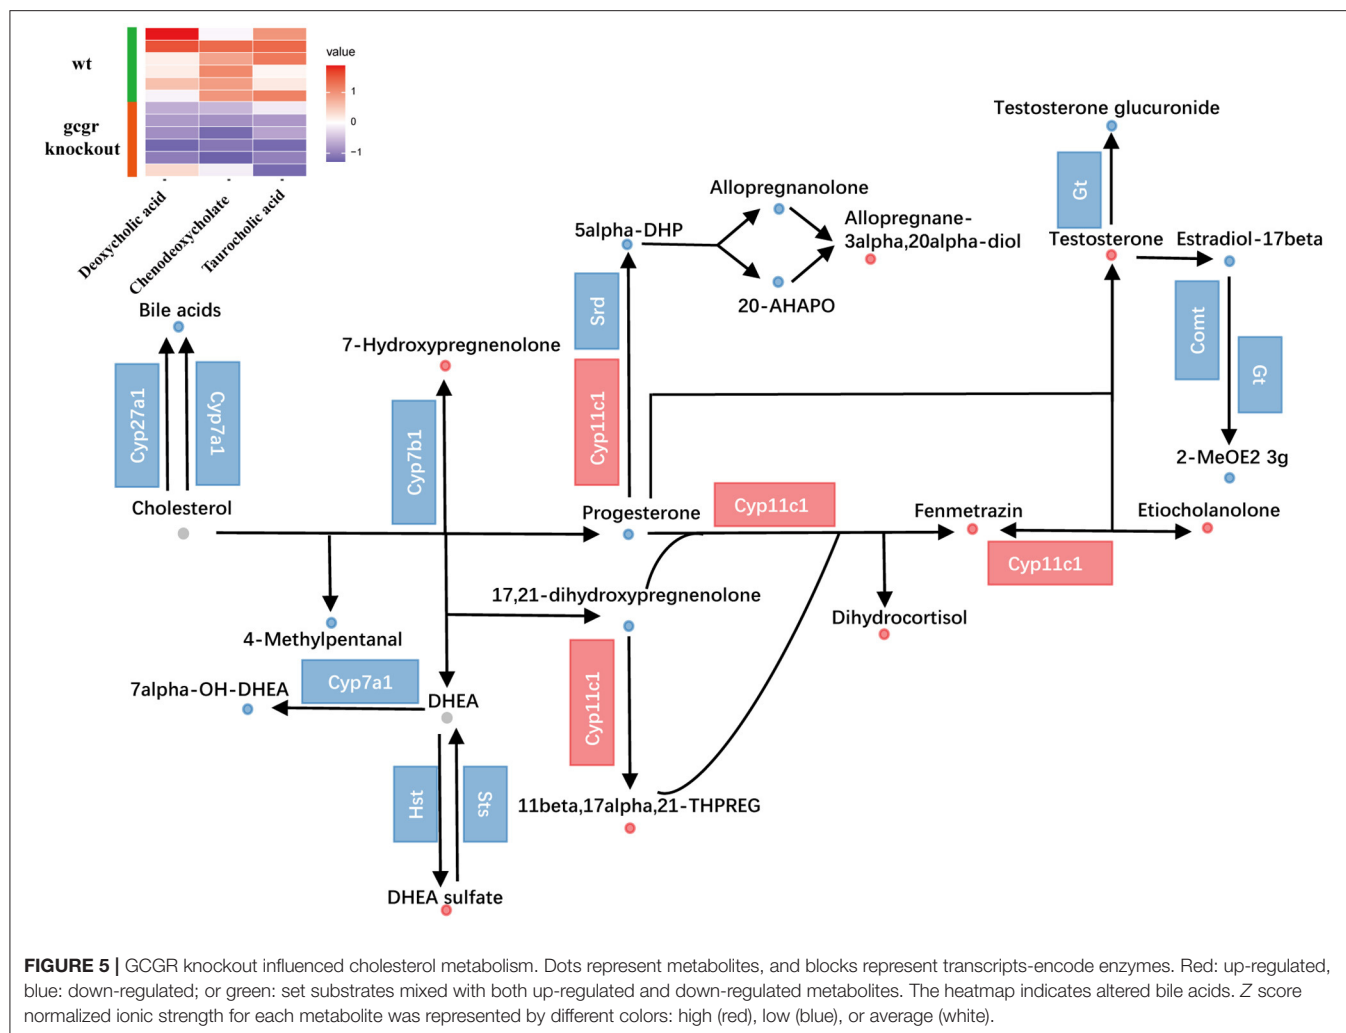 wt
gcgr
knockout
value
1
0
−1
Deoxycholic acid
Chenodeoxycholate
Taurocholic acid
Bile acids
Cyp27a1
Cyp7a1
Cholesterol
7-Hydroxypregnenolone
Cyp7b1
5alpha-DHP
Srd
Cyp11c1
Allopregnanolone
20-AHAPO
Allopregnane-
3alpha,20alpha-diol
Testosterone glucuronide
Gt
Testosterone
Estradiol-17beta
Comt
Gt
2-MeOE2 3g
Progesterone
Cyp11c1
Fenmetrazin
Cyp11c1
Etiocholanolone
Dihydrocortisol
17,21-dihydroxypregnenolone
Cyp11c1
11beta,17alpha,21-THPREG
4-Methylpentanal
7alpha-OH-DHEA
Cyp7a1
DHEA
Hst
Sts
DHEA sulfate
FIGURE 5 | GCGR knockout influenced cholesterol metabolism. Dots represent metabolites, and blocks represent transcripts-encode enzymes. Red: up-regulated,
blue: down-regulated; or green: set substrates mixed with both up-regulated and down-regulated metabolites. The heatmap indicates altered bile acids. Z score
normalized ionic strength for each metabolite was represented by different colors: high (red), low (blue), or average (white).